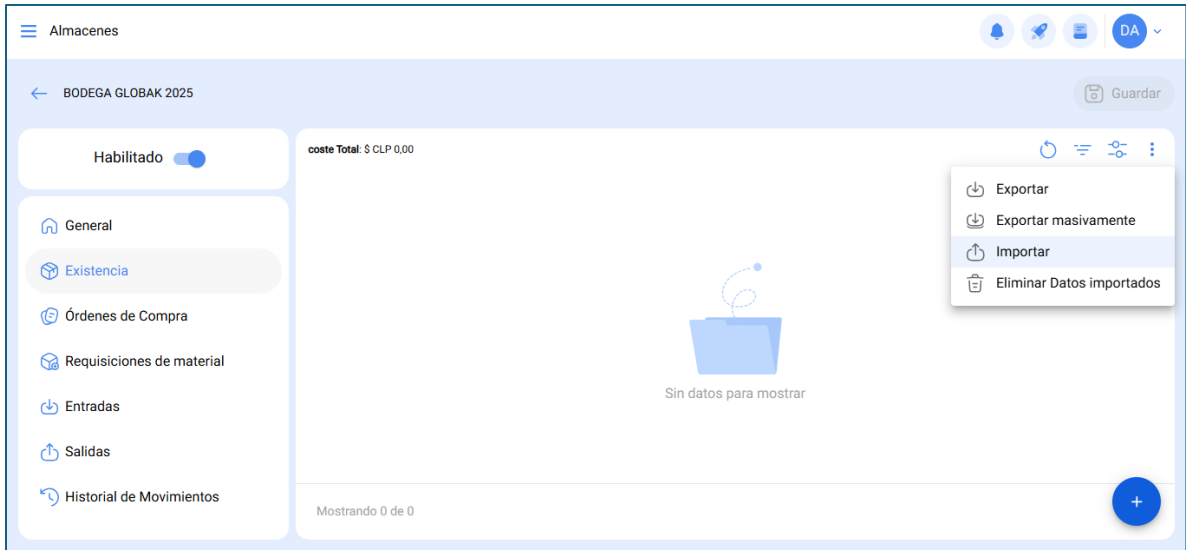 Almacenes
DA
BODEGA GLOBAK 2025
Guardar
Habilitado
General
Existencia
Órdenes de Compra
Requisiciones de material
Entradas
Salidas
Historial de Movimientos
coste Total: $ CLP 0,00
Exportar
Exportar masivamente
Importar
Eliminar Datos importados
Sin datos para mostrar
Mostrando 0 de 0